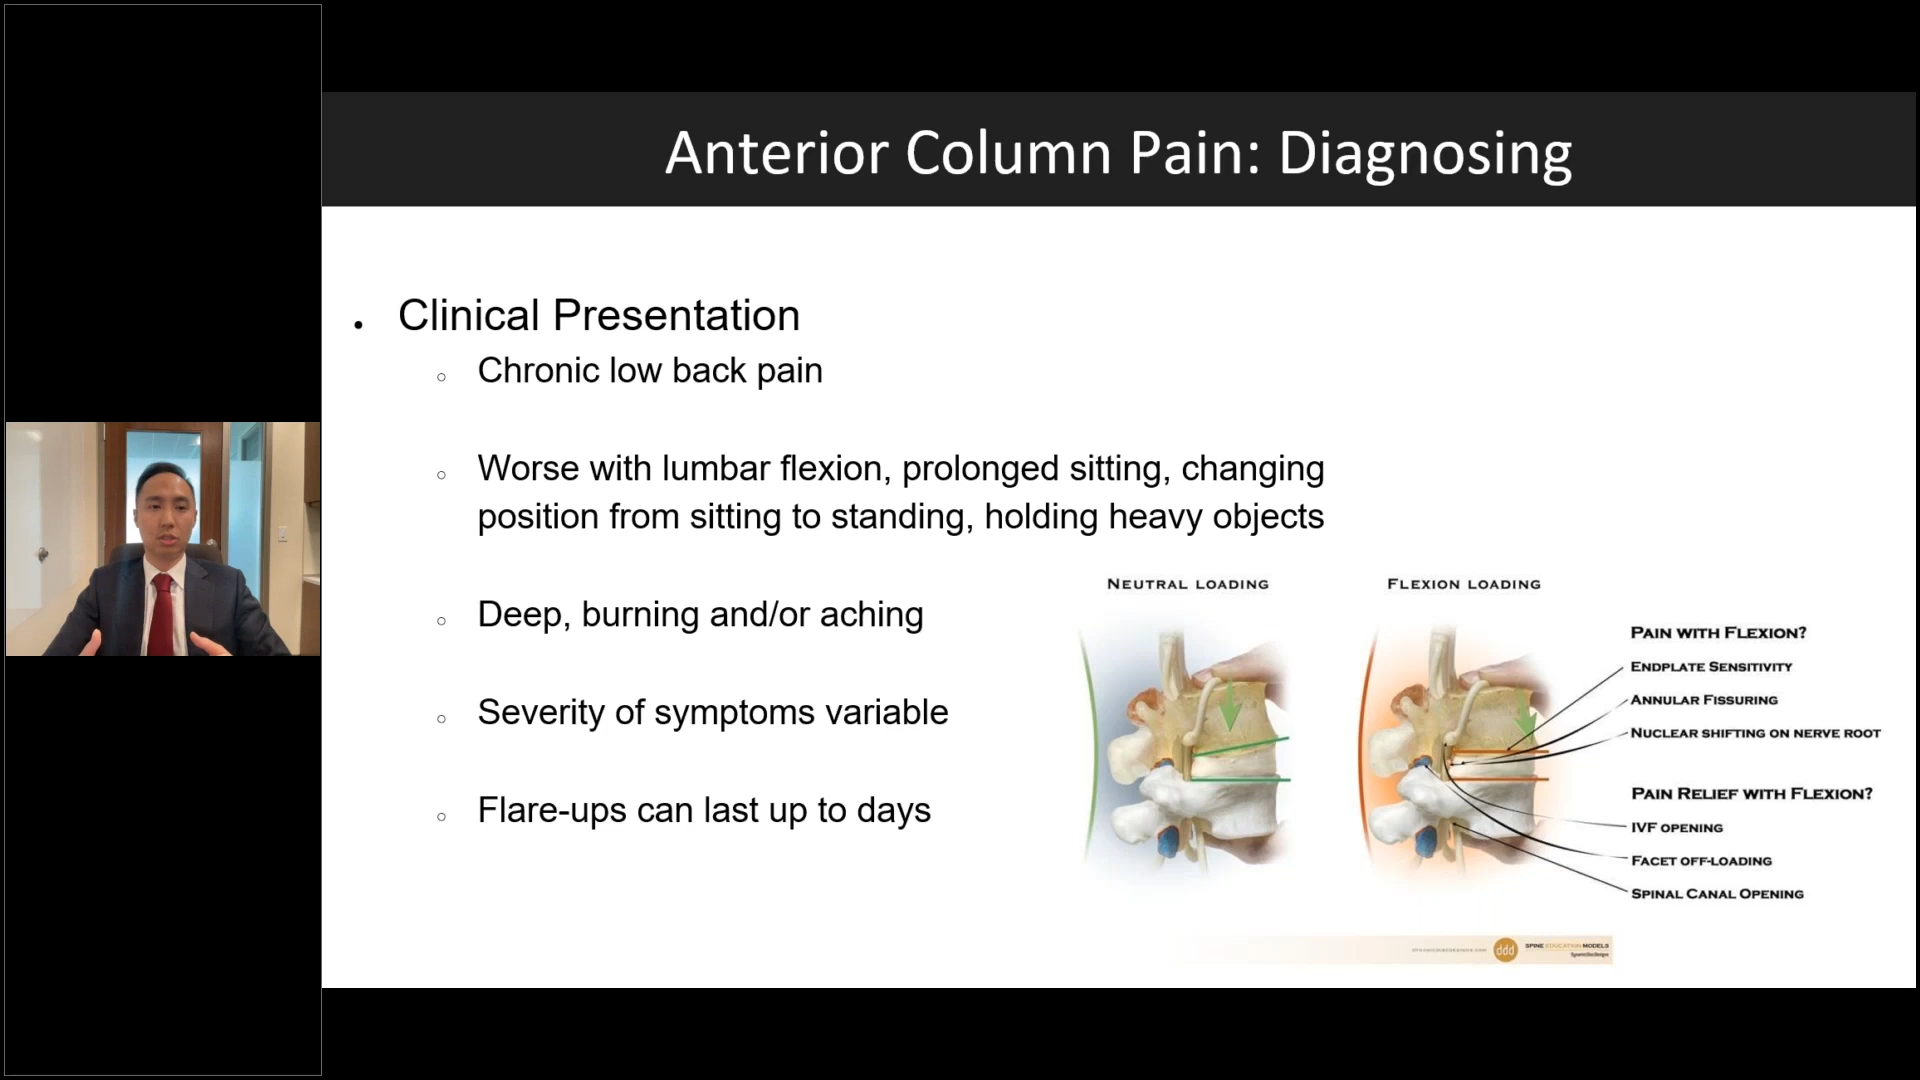 Anterior Column Pain: Diagnosing
• Clinical Presentation
○ Chronic low back pain
○ Worse with lumbar flexion, prolonged sitting, changing
position from sitting to standing, holding heavy objects
○ Deep, burning and/or aching
○ Severity of symptoms variable
○ Flare-ups can last up to days
NEUTRAL LOADING
FLEXION LOADING
PAIN WITH FLEXION?
ENDPLATE SENSITIVITY
ANNULAR FISSURING
NUCLEAR SHIFTING ON NERVE ROOT
PAIN RELIEF WITH FLEXION?
IVF OPENING
FACET OFF-LOADING
SPINAL CANAL OPENING
ddd
SPINE EDUCATION MODELS